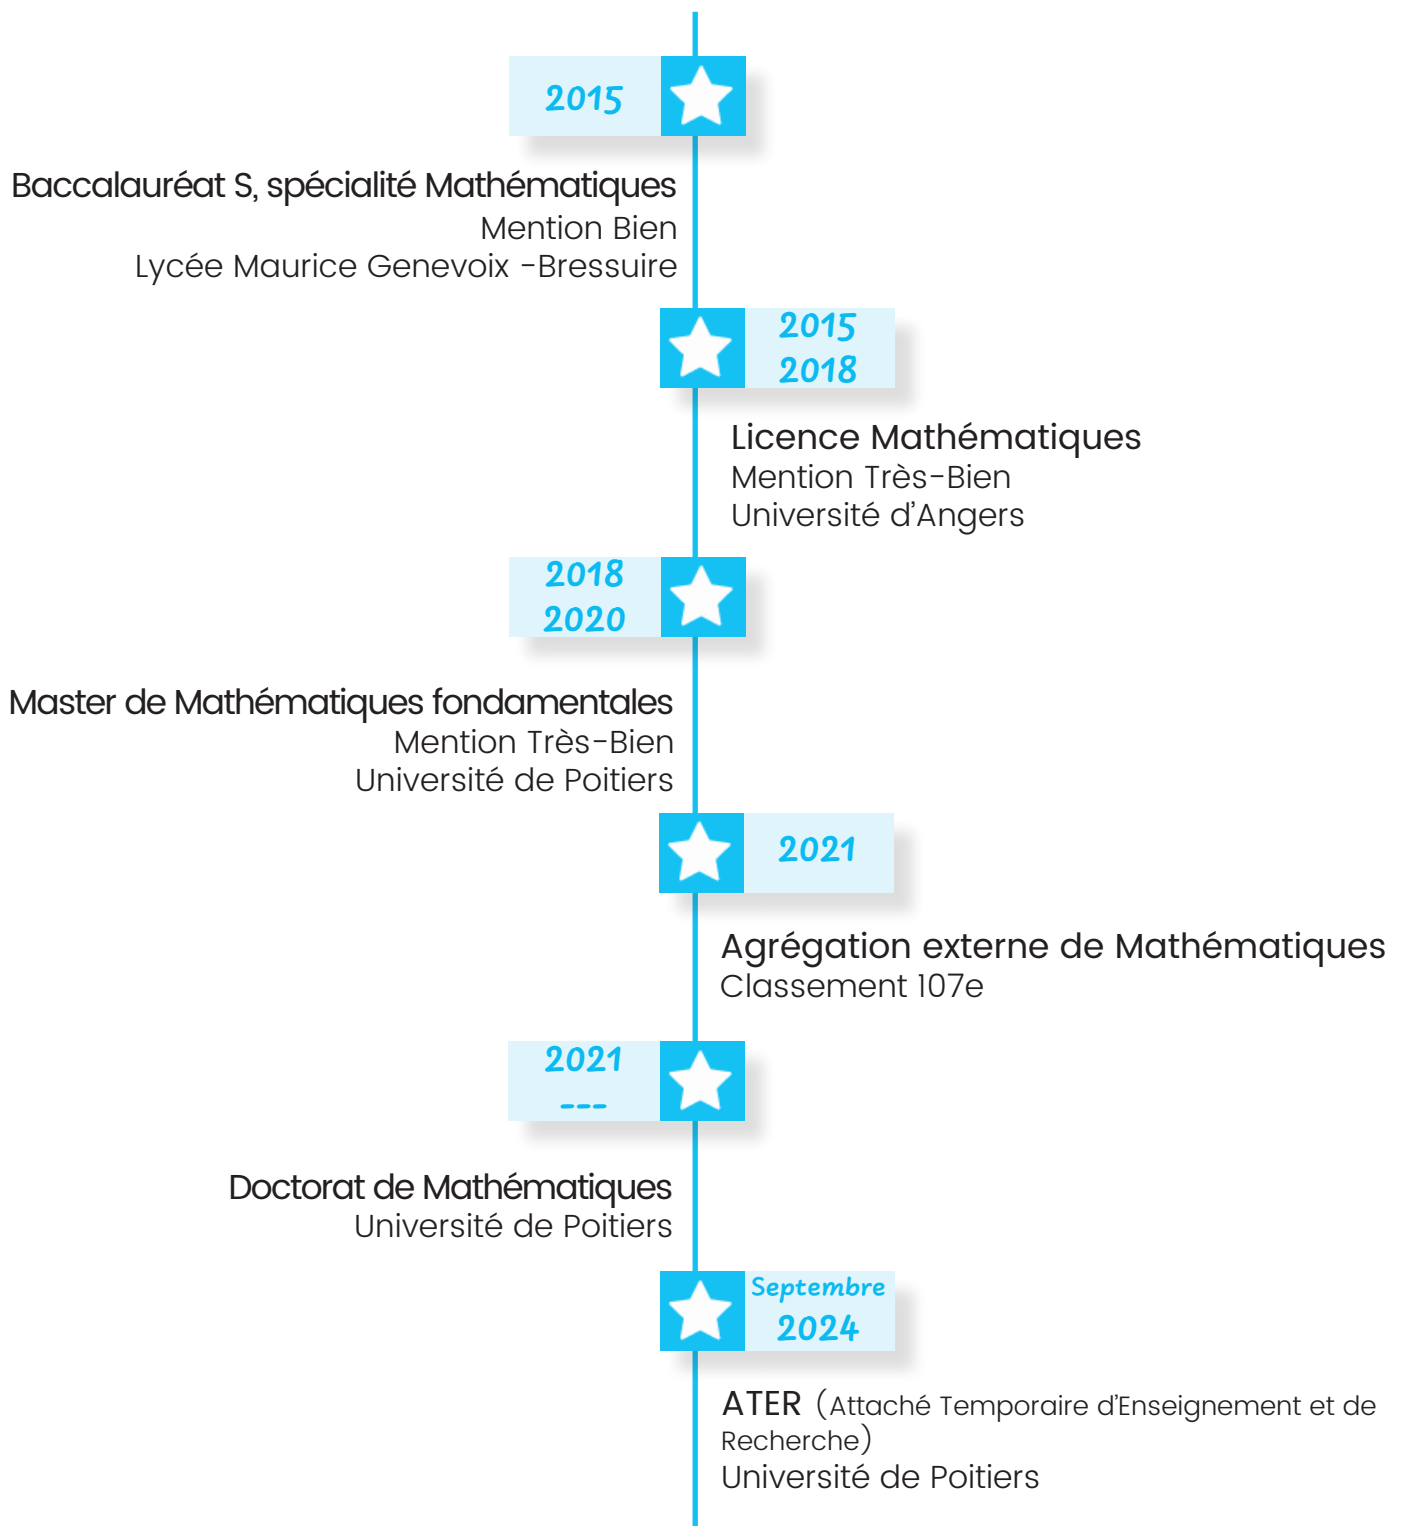 2015
Baccalauréat S, spécialité Mathématiques
Mention Bien
Lycée Maurice Genevoix -Bressuire
2015
2018
Licence Mathématiques
Mention Très-Bien
Université d'Angers
2018
2020
Master de Mathématiques fondamentales
Mention Très-Bien
Université de Poitiers
2021
Agrégation externe de Mathématiques
Classement 107e
2021
---
Doctorat de Mathématiques
Université de Poitiers
Septembre
2024
ATER (Attaché Temporaire d'Enseignement et de
Recherche)
Université de Poitiers